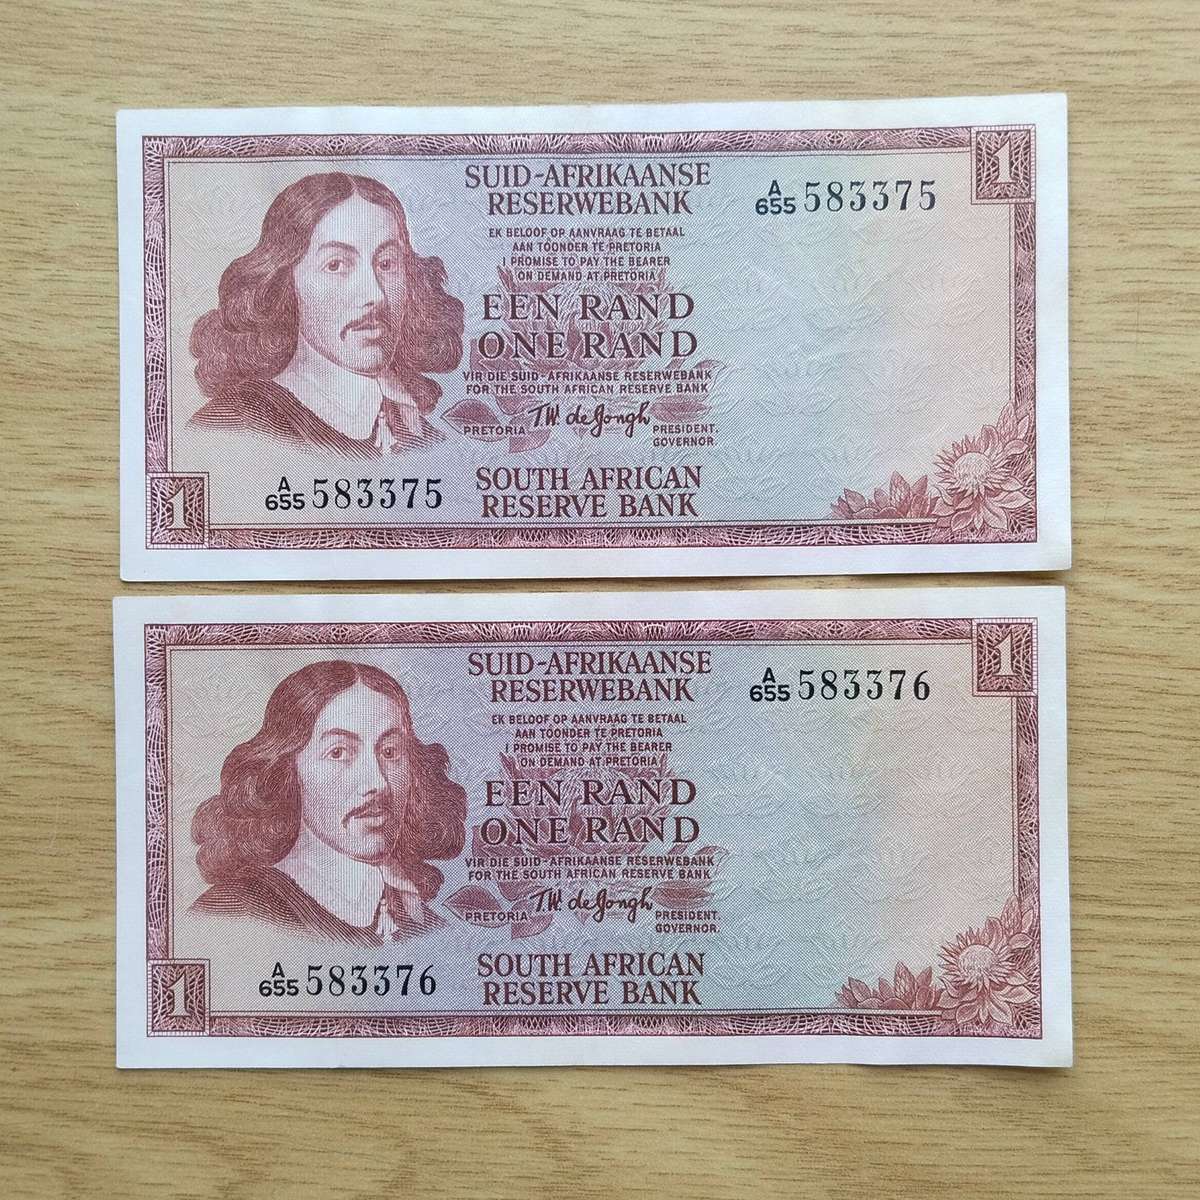 1
SUID-AFRIKAANSE
RESERWEBANK
A/655 583375
EK BELOOF OP AANVRAAG TE BETAAL
AAN TOONDER TE PRETORIA
I PROMISE TO PAY THE BEARER
ON DEMAND AT PRETORIA
EEN RAND
ONE RAND
VIR DIE SUID-AFRIKAANSE RESERWEBANK
FOR THE SOUTH AFRICAN RESERVE BANK
T.W. de Jongh
PRETORIA PRESIDENT.
GOVERNOR.
1
A/655 583375
SOUTH AFRICAN
RESERVE BANK
1
SUID-AFRIKAANSE
RESERWEBANK
A/655 583376
EK BELOOF OP AANVRAAG TE BETAAL
AAN TOONDER TE PRETORIA
I PROMISE TO PAY THE BEARER
ON DEMAND AT PRETORIA
EEN RAND
ONE RAND
VIR DIE SUID-AFRIKAANSE RESERWEBANK
FOR THE SOUTH AFRICAN RESERVE BANK
T.W. de Jongh
PRETORIA PRESIDENT.
GOVERNOR.
1
A/655 583376
SOUTH AFRICAN
RESERVE BANK